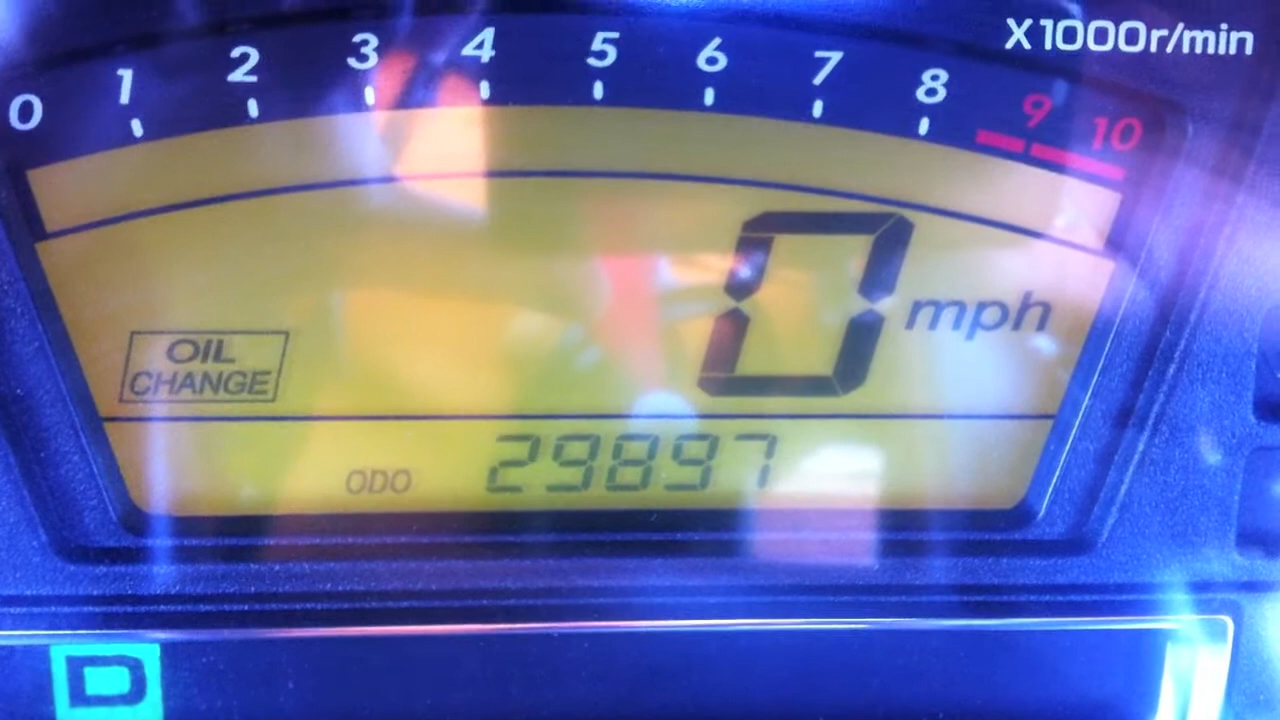 X1000r/min
0 1 2 3 4 5 6 7 8 9 10
0 mph
OIL
CHANGE
ODO 29897
D